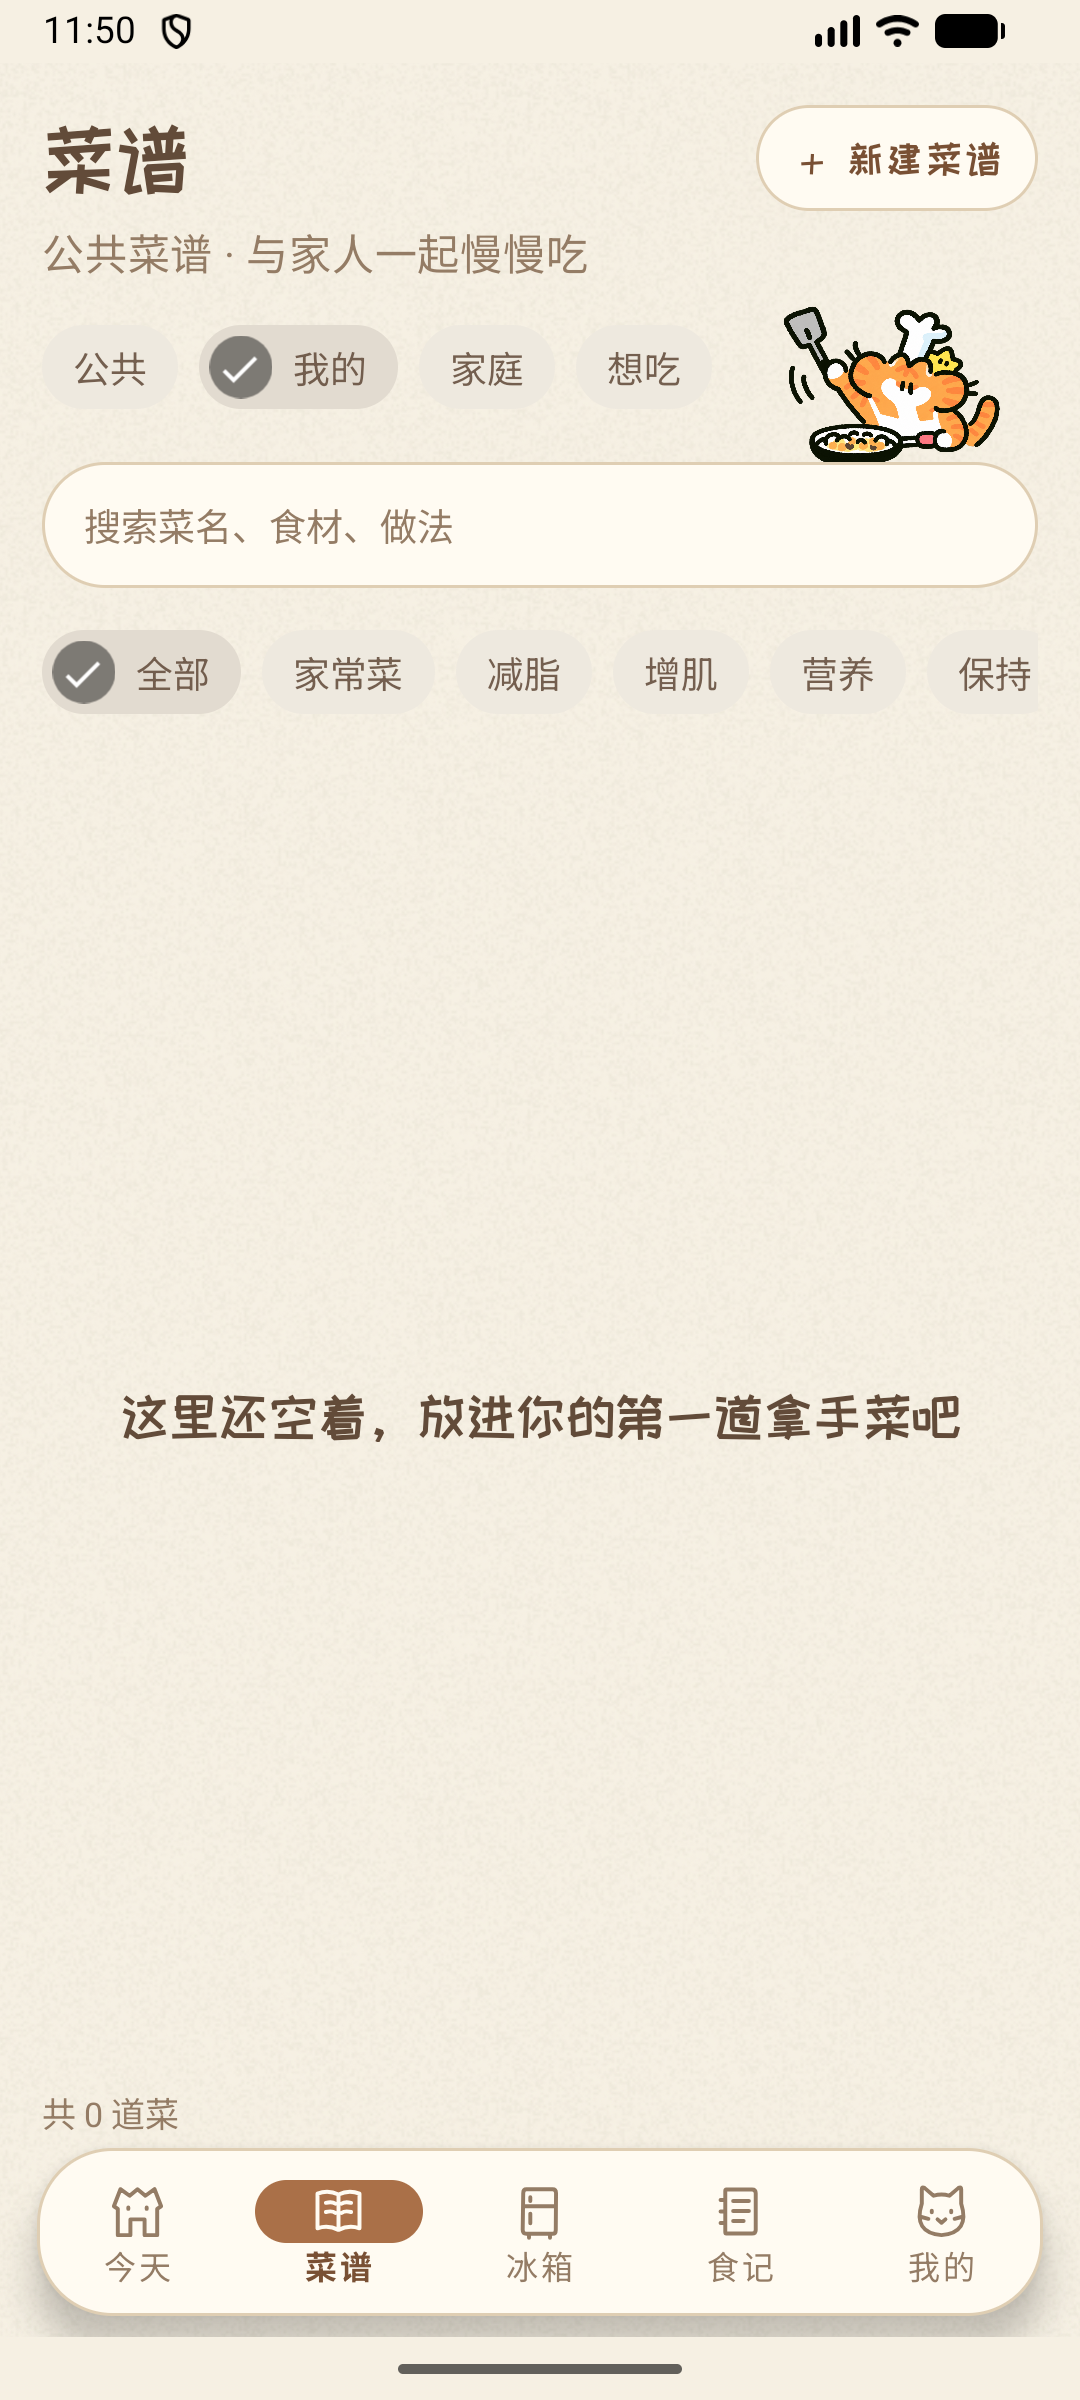 11:50
菜谱
+ 新建菜谱
公共菜谱 · 与家人一起慢慢吃
公共 我的 家庭 想吃
搜索菜名、食材、做法
全部 家常菜 减脂 增肌 营养 保持
这里还空着，放进你的第一道拿手菜吧
共 0 道菜
今天 菜谱 冰箱 食记 我的